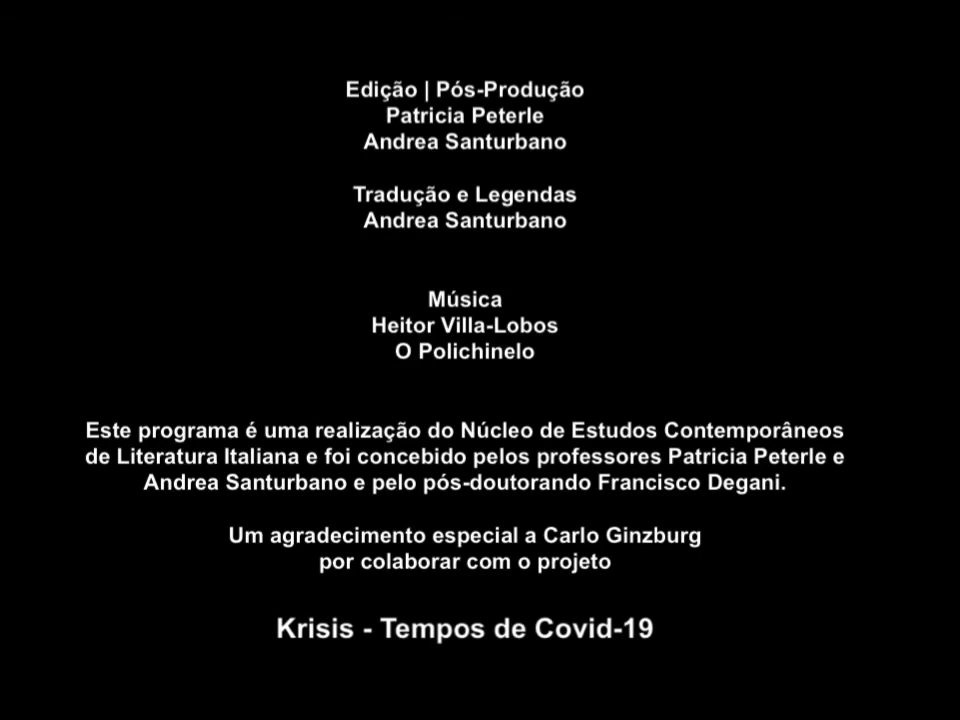 Edição | Pós-Produção
Patricia Peterle
Andrea Santurbano
Tradução e Legendas
Andrea Santurbano
Música
Heitor Villa-Lobos
O Polichinelo
Este programa é uma realização do Núcleo de Estudos Contemporâneos
de Literatura Italiana e foi concebido pelos professores Patricia Peterle e
Andrea Santurbano e pelo pós-doutorando Francisco Degani.
Um agradecimento especial a Carlo Ginzburg
por colaborar com o projeto
Krisis - Tempos de Covid-19